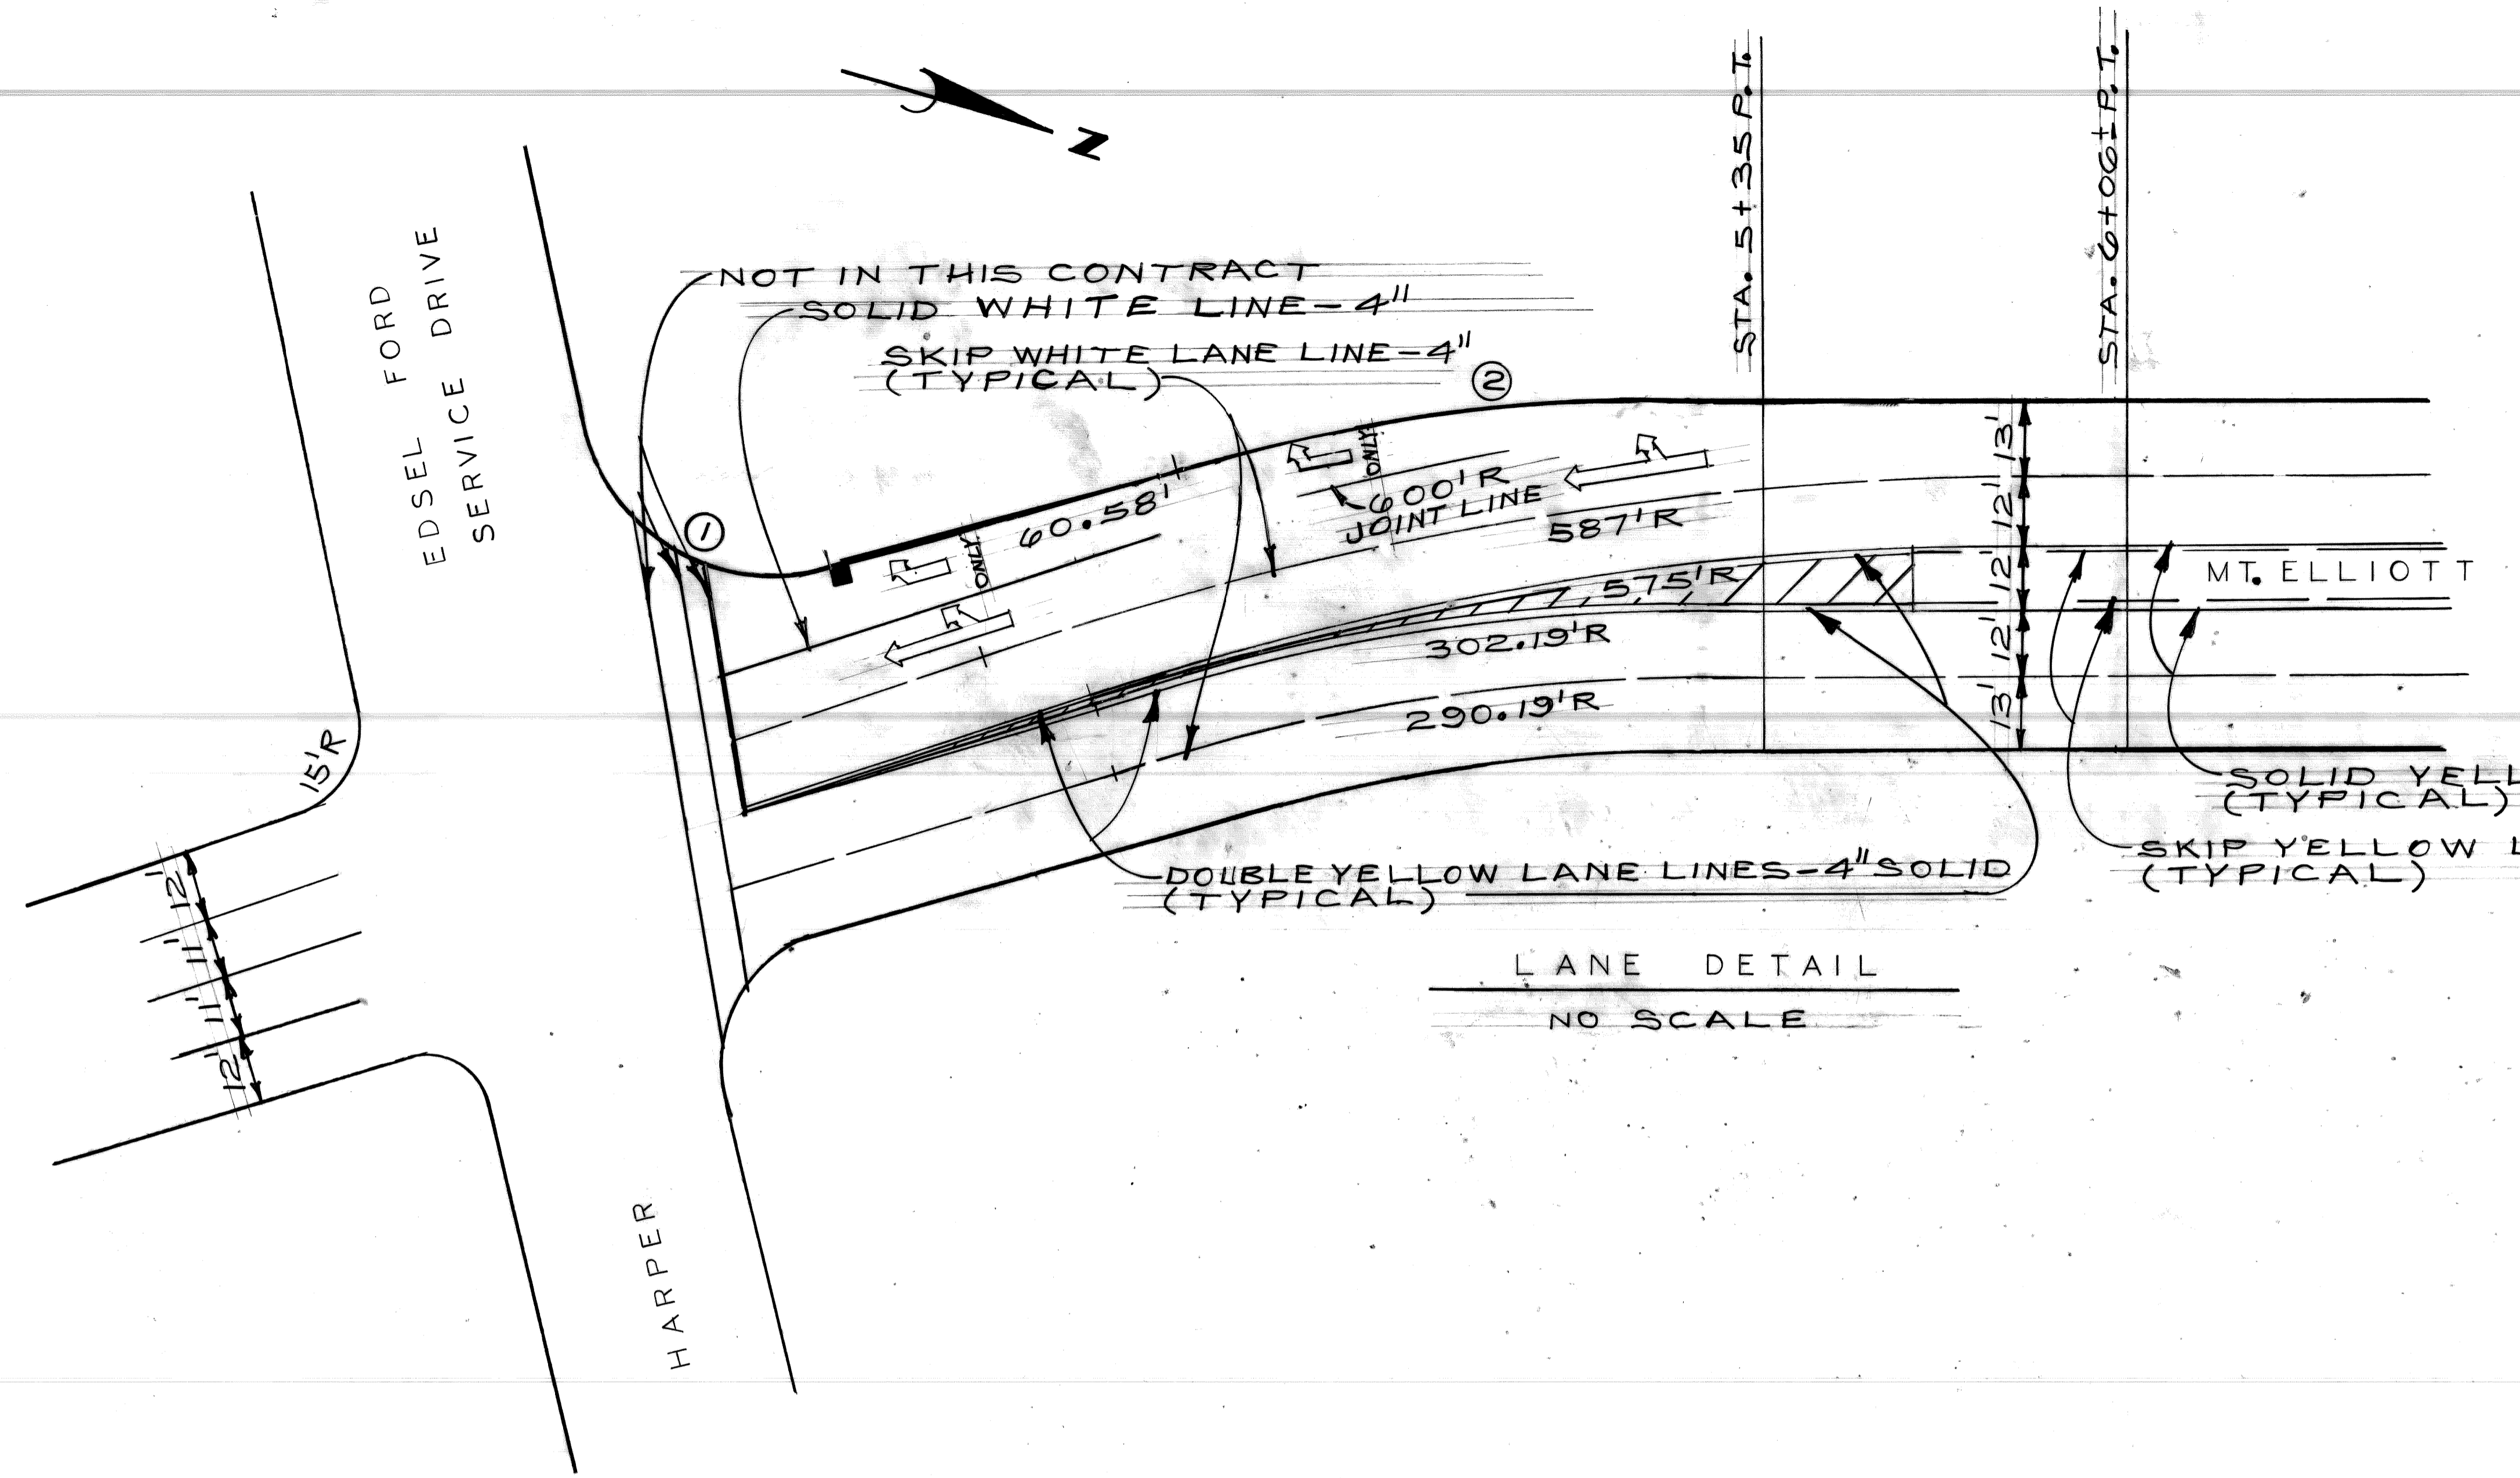 N
STA. 5+35 P.T.
STA. 6+06± P.T.
EDSEL FORD
SERVICE DRIVE
NOT IN THIS CONTRACT
SOLID WHITE LINE-4"
SKIP WHITE LANE LINE-4"
(TYPICAL)
2
1
60.58'
ONLY
ONLY
600'R
JOINT LINE
587'R
575'R
302.19'R
290.19'R
13'
12'
12'
12'
13'
MT. ELLIOTT
15'R
SOLID YELL
(TYPICAL)
SKIP YELLOW L
(TYPICAL)
DOUBLE YELLOW LANE LINES-4" SOLID
(TYPICAL)
12'
11'
11'
12'
LANE DETAIL
NO SCALE
HARPER